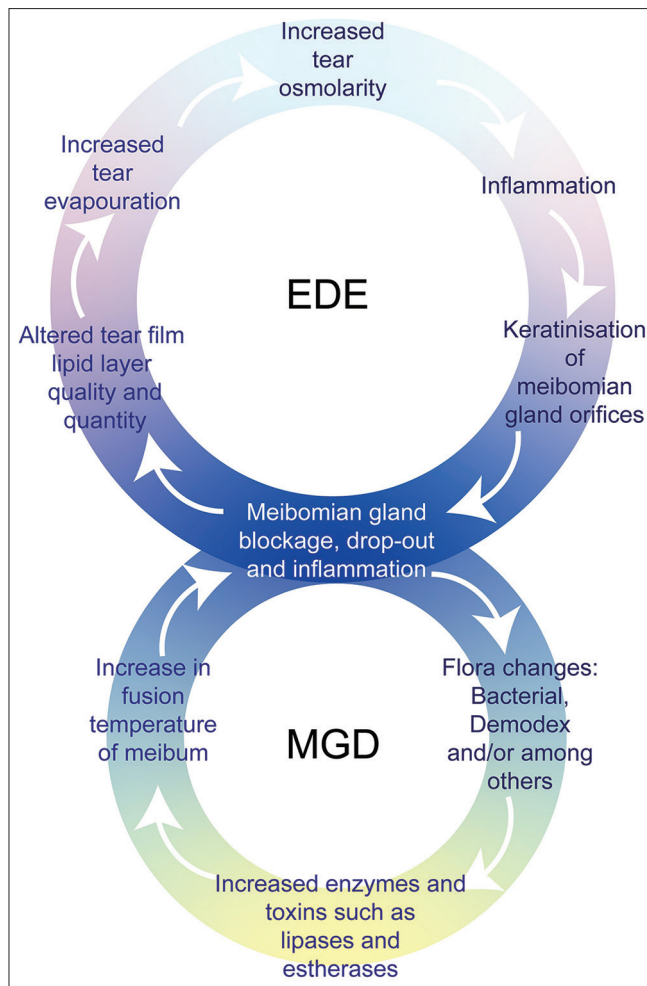 Increased
tear
osmolarity
Increased
tear
evapouration
Inflammation
EDE
Altered tear film
lipid layer
quality and
quantity
Keratinisation
of
meibomian
gland orifices
Meibomian gland
blockage, drop-out
and inflammation
Increase in
fusion
temperature
of meibum
MGD
Flora changes:
Bacterial,
Demodex
and/or among
others
Increased enzymes and
toxins such as
lipases and
estherases